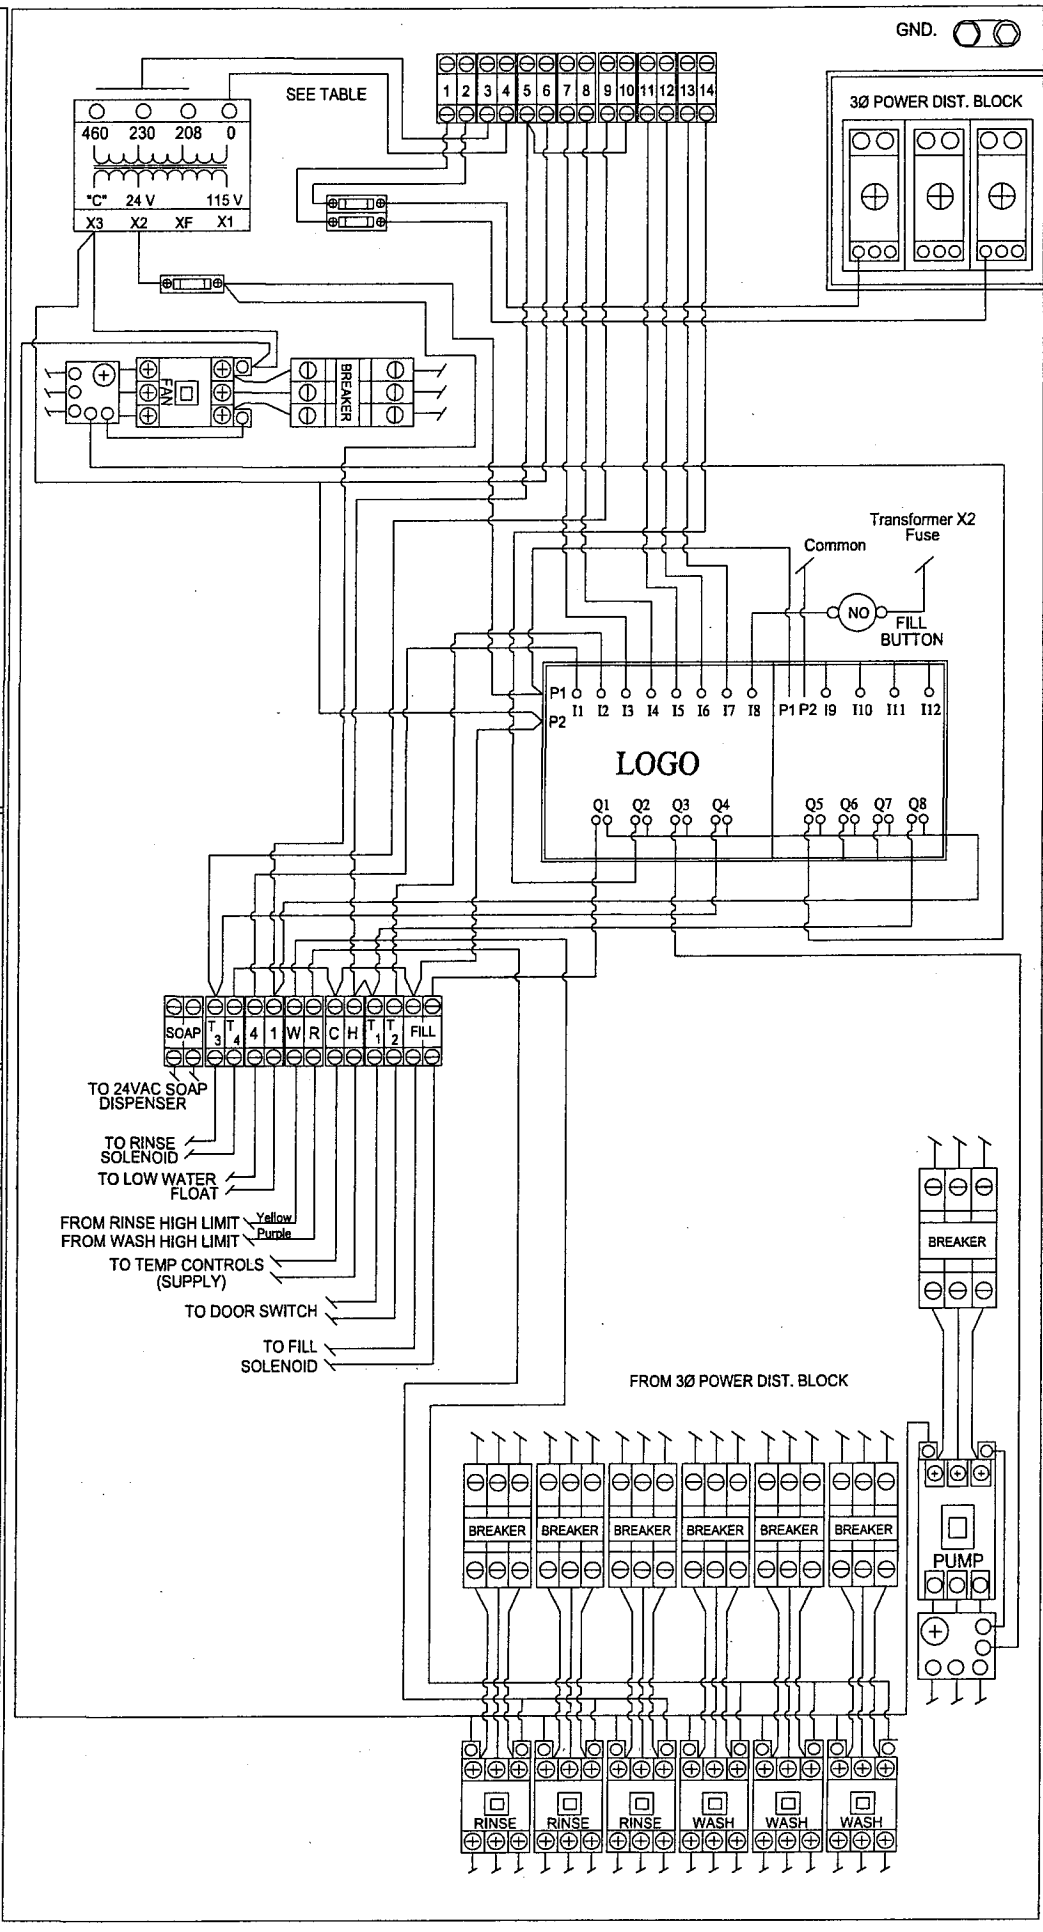 GND.
SEE TABLE
1 2 3 4 5 6 7 8 9 10 11 12 13 14
3Ø POWER DIST. BLOCK
460 230 208 0
"C" 24 V 115 V
X3 X2 XF X1
FAN
BREAKER
Transformer X2
Fuse
Common
NO
FILL
BUTTON
P1 I1 I2 I3 I4 I5 I6 I7 I8 P1 P2 I9 I10 I11 I12
P2
LOGO
Q1 Q2 Q3 Q4 Q5 Q6 Q7 Q8
SOAP T3 T4 4 1 W R C H T1 T2 FILL
TO 24VAC SOAP
DISPENSER
TO RINSE
SOLENOID
TO LOW WATER
FLOAT
FROM RINSE HIGH LIMIT Yellow
FROM WASH HIGH LIMIT Purple
TO TEMP CONTROLS
(SUPPLY)
TO DOOR SWITCH
TO FILL
SOLENOID
BREAKER
FROM 3Ø POWER DIST. BLOCK
BREAKER BREAKER BREAKER BREAKER BREAKER BREAKER
PUMP
RINSE RINSE RINSE WASH WASH WASH